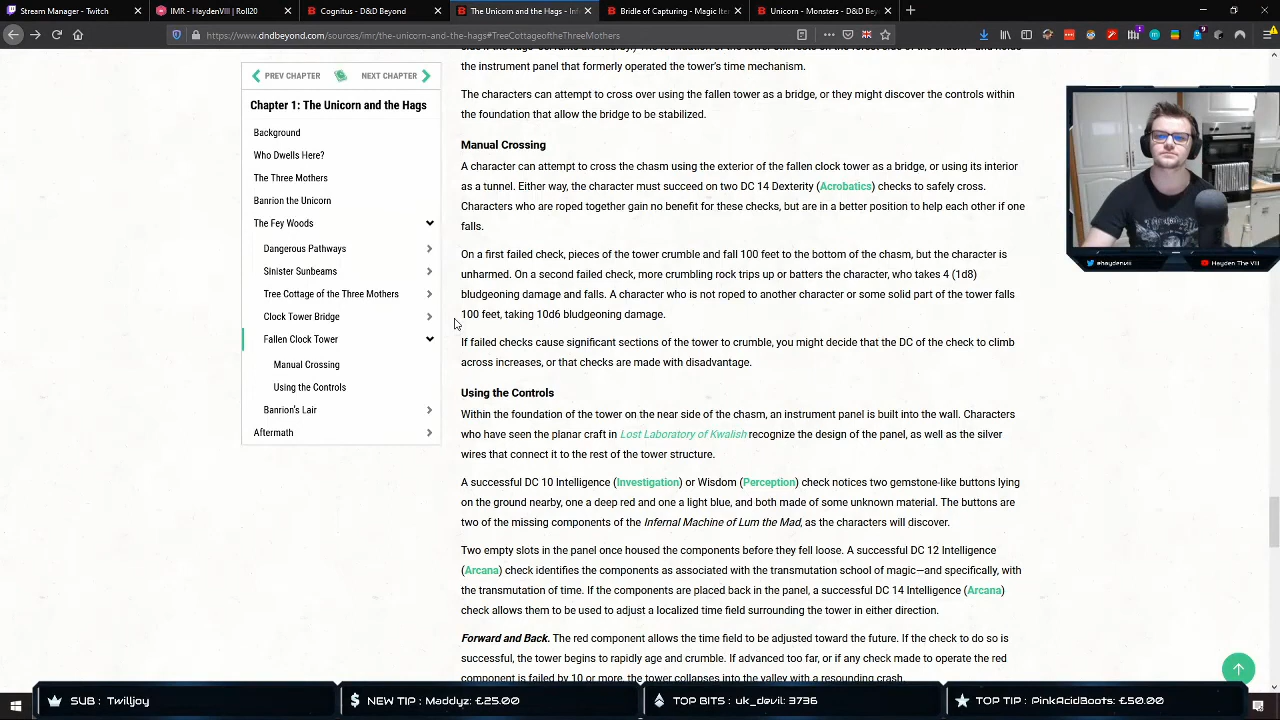 Stream Manager - Twitch
IMR - HaydenVIII | Roll20
Cognitus - D&D Beyond
The Unicorn and the Hags - In
Bridle of Capturing - Magic Ite
Unicorn - Monsters - D&D Bey
https://www.dndbeyond.com/sources/imr/the-unicorn-and-the-hags#TreeCottageoftheThreeMothers
PREV CHAPTER
NEXT CHAPTER
Chapter 1: The Unicorn and the Hags
Background
Who Dwells Here?
The Three Mothers
Banrion the Unicorn
The Fey Woods
Dangerous Pathways
Sinister Sunbeams
Tree Cottage of the Three Mothers
Clock Tower Bridge
Fallen Clock Tower
Manual Crossing
Using the Controls
Banrion's Lair
Aftermath
the instrument panel that formerly operated the tower's time mechanism.
The characters can attempt to cross over using the fallen tower as a bridge, or they might discover the controls within
the foundation that allow the bridge to be stabilized.
Manual Crossing
A character can attempt to cross the chasm using the exterior of the fallen clock tower as a bridge, or using its interior
as a tunnel. Either way, the character must succeed on two DC 14 Dexterity (Acrobatics) checks to safely cross.
Characters who are roped together gain no benefit for these checks, but are in a better position to help each other if one
falls.
On a first failed check, pieces of the tower crumble and fall 100 feet to the bottom of the chasm, but the character is
unharmed. On a second failed check, more crumbling rock trips up or batters the character, who takes 4 (1d8)
bludgeoning damage and falls. A character who is not roped to another character or some solid part of the tower falls
100 feet, taking 10d6 bludgeoning damage.
If failed checks cause significant sections of the tower to crumble, you might decide that the DC of the check to climb
across increases, or that checks are made with disadvantage.
Using the Controls
Within the foundation of the tower on the near side of the chasm, an instrument panel is built into the wall. Characters
who have seen the planar craft in Lost Laboratory of Kwalish recognize the design of the panel, as well as the silver
wires that connect it to the rest of the tower structure.
A successful DC 10 Intelligence (Investigation) or Wisdom (Perception) check notices two gemstone-like buttons lying
on the ground nearby, one a deep red and one a light blue, and both made of some unknown material. The buttons are
two of the missing components of the Infernal Machine of Lum the Mad, as the characters will discover.
Two empty slots in the panel once housed the components before they fell loose. A successful DC 12 Intelligence
(Arcana) check identifies the components as associated with the transmutation school of magic—and specifically, with
the transmutation of time. If the components are placed back in the panel, a successful DC 14 Intelligence (Arcana)
check allows them to be used to adjust a localized time field surrounding the tower in either direction.
Forward and Back. The red component allows the time field to be adjusted toward the future. If the check to do so is
successful, the tower begins to rapidly age and crumble. If advanced too far, or if any check made to operate the red
component is failed by 10 or more, the tower collapses into the valley with a resounding crash.
@haydenviii
Hayden The VIII
SUB : Twilljoy
NEW TIP : Maddyz: £25.00
TOP BITS : uk_devil: 3736
TOP TIP : PinkAcidBoots: £50.00